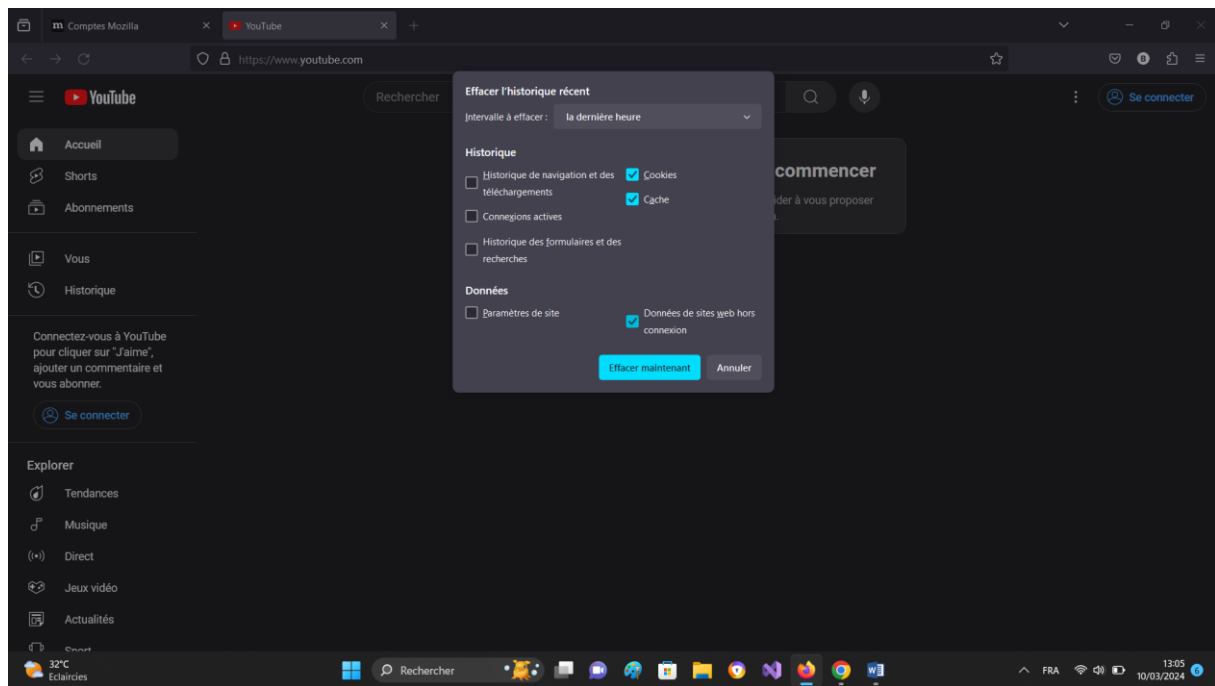 Comptes Mozilla
YouTube
https://www.youtube.com
YouTube
Rechercher
Se connecter
Effacer l'historique récent
Intervalle à effacer : la dernière heure
Historique
Historique de navigation et des téléchargements
Cookies
Cache
Connexions actives
Historique des formulaires et des recherches
Données
Paramètres de site
Données de sites web hors connexion
Effacer maintenant
Annuler
commencer
ider à vous proposer
Accueil
Shorts
Abonnements
Vous
Historique
Connectez-vous à YouTube
pour cliquer sur "J'aime",
ajouter un commentaire et
vous abonner.
Se connecter
Explorer
Tendances
Musique
Direct
Jeux vidéo
Actualités
Sport
32°C
Eclaircies
Rechercher
FRA
13:05
10/03/2024
6